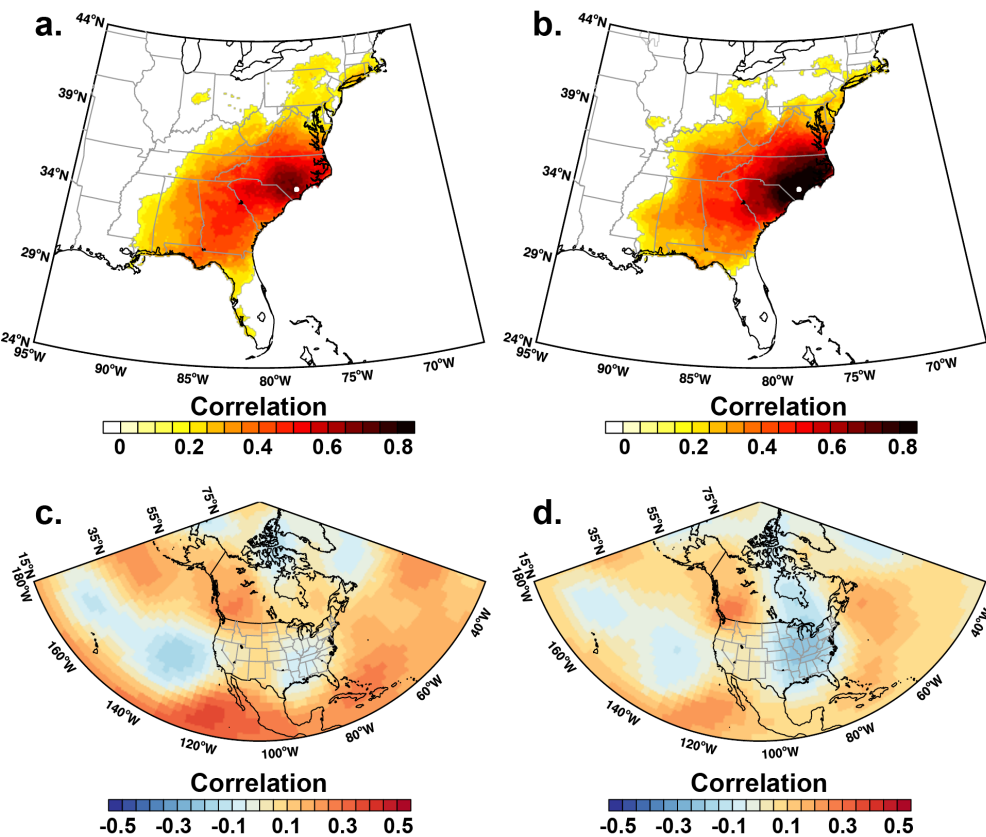 a.
44°N
39°N
34°N
29°N
24°N
95°W
90°W
85°W
80°W
75°W
70°W
Correlation
0 0.2 0.4 0.6 0.8
b.
44°N
39°N
34°N
29°N
24°N
95°W
90°W
85°W
80°W
75°W
70°W
Correlation
0 0.2 0.4 0.6 0.8
c.
75°N
55°N
35°N
15°N
180°W
160°W
140°W
120°W
100°W
80°W
60°W
40°W
Correlation
-0.5 -0.3 -0.1 0.1 0.3 0.5
d.
75°N
55°N
35°N
15°N
180°W
160°W
140°W
120°W
100°W
80°W
60°W
40°W
Correlation
-0.5 -0.3 -0.1 0.1 0.3 0.5